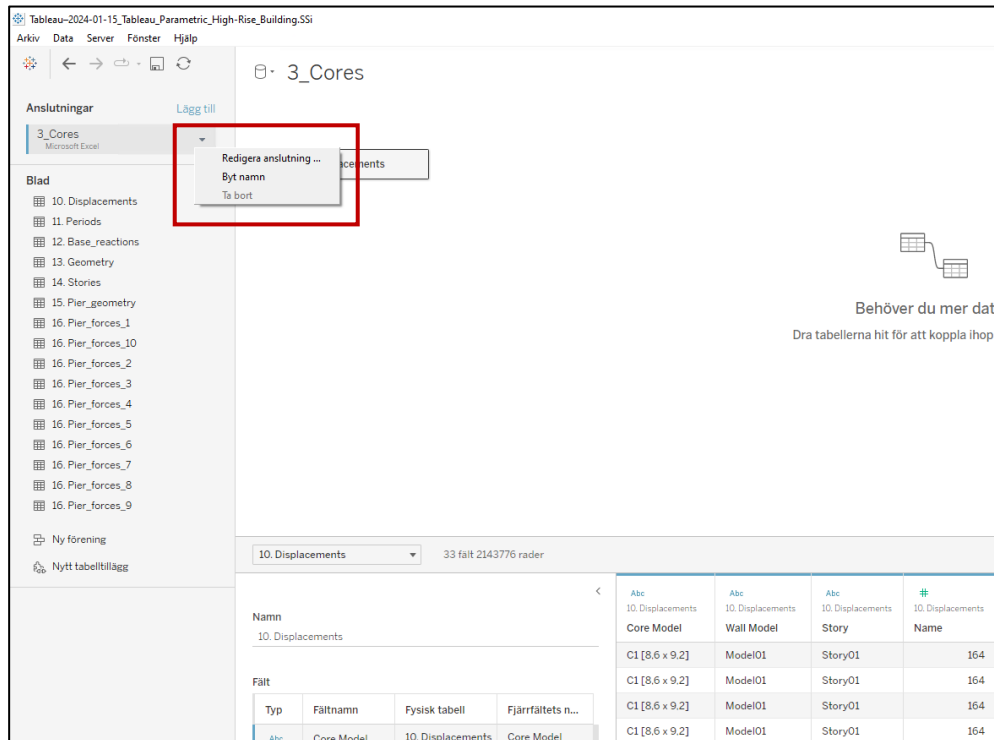 Tableau–2024-01-15_Tableau_Parametric_High-Rise_Building.SSi
Arkiv Data Server Fönster Hjälp
3_Cores
Anslutningar Lägg till
3_Cores
Microsoft Excel
Redigera anslutning ...
Byt namn
Ta bort
acements
Blad
10. Displacements
11. Periods
12. Base_reactions
13. Geometry
14. Stories
15. Pier_geometry
16. Pier_forces_1
16. Pier_forces_10
16. Pier_forces_2
16. Pier_forces_3
16. Pier_forces_4
16. Pier_forces_5
16. Pier_forces_6
16. Pier_forces_7
16. Pier_forces_8
16. Pier_forces_9
Ny förening
Nytt tabelltillägg
Behöver du mer dat
Dra tabellerna hit för att koppla ihop
10. Displacements 33 fält 2143776 rader
Namn
10. Displacements
Fält
Typ Fältnamn Fysisk tabell Fjärrfältets n...
Abc Core Model 10. Displacements Core Model
Abc Abc Abc #
10. Displacements 10. Displacements 10. Displacements 10. Displacements
Core Model Wall Model Story Name
C1 [8,6 x 9.2] Model01 Story01 164
C1 [8,6 x 9.2] Model01 Story01 164
C1 [8,6 x 9.2] Model01 Story01 164
C1 [8,6 x 9.2] Model01 Story01 164